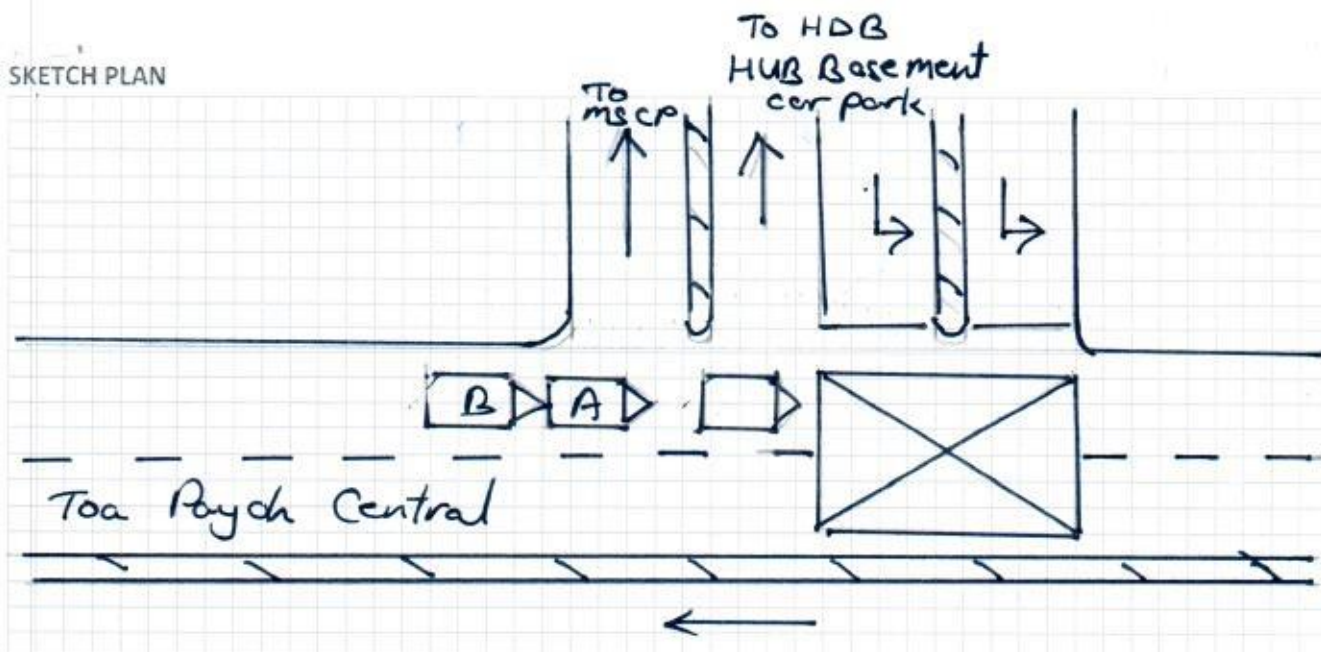 SKETCH PLAN
To HDB
HUB Basement
car park
To
mscp
B
A
Toa Payoh Central